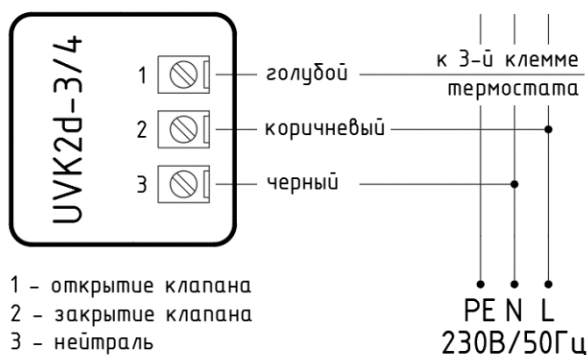 UVK2d-3/4
1 голубой к 3-й клемме
термостата
2 коричневый
3 черный
1 - открытие клапана
2 - закрытие клапана
3 - нейтраль
PE N L
230В/50Гц